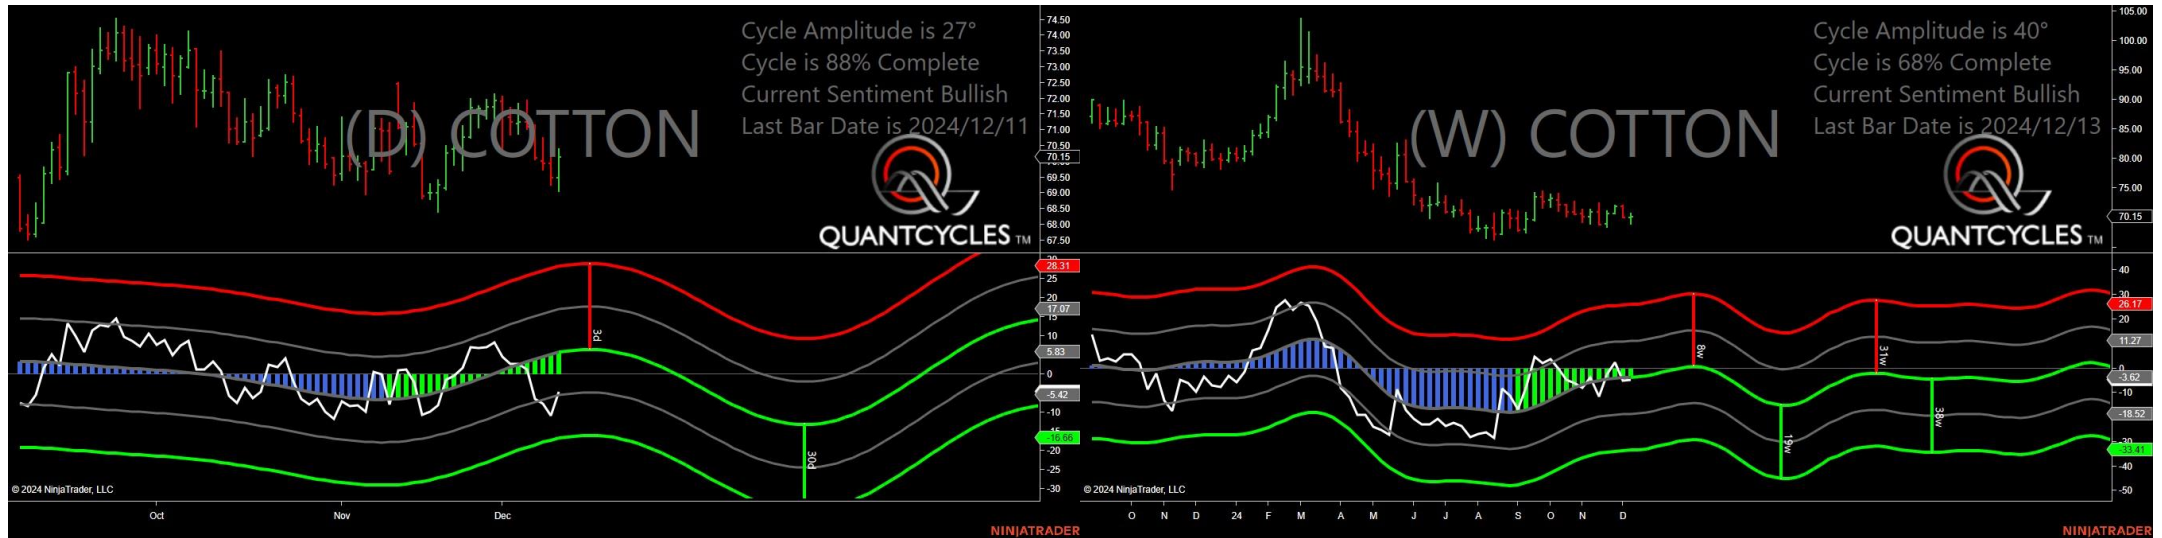 Cycle Amplitude is 27°
Cycle is 88% Complete
Current Sentiment Bullish
Last Bar Date is 2024/12/11
(D) COTTON
QUANTCYCLES TM
74.50
74.00
73.50
73.00
72.50
72.00
71.50
71.00
70.50
70.15
69.50
69.00
68.50
68.00
67.50
28.31
25
20
17.07
15
10
5.83
0
-5.42
-10
-16.66
-20
-25
-30
3d
30d
© 2024 NinjaTrader, LLC
Oct Nov Dec
NINJATRADER
Cycle Amplitude is 40°
Cycle is 68% Complete
Current Sentiment Bullish
Last Bar Date is 2024/12/13
(W) COTTON
QUANTCYCLES TM
105.00
100.00
95.00
90.00
85.00
80.00
75.00
70.15
40
30
26.17
20
11.27
0
-3.62
-10
-18.52
-30
-33.41
-40
-50
8w
19w
31w
38w
© 2024 NinjaTrader, LLC
O N D 24 F M A M J J A S O N D
NINJATRADER